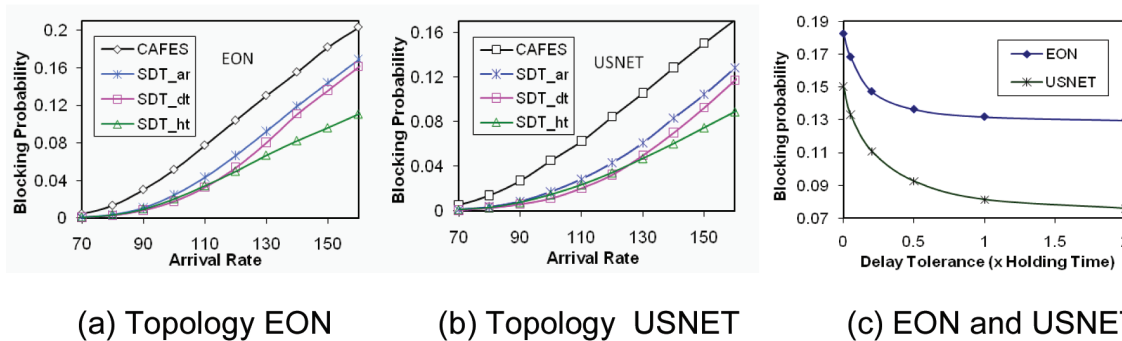 0.2
0.16
0.12
0.08
0.04
0
Blocking Probability
CAFES
SDT_ar
SDT_dt
SDT_ht
EON
70 90 110 130 150
Arrival Rate
0.16
0.12
0.08
0.04
0
Blocking Probability
CAFES
SDT_ar
SDT_dt
SDT_ht
USNET
70 90 110 130 150
Arrival Rate
0.19
0.17
0.15
0.13
0.11
0.09
0.07
Blocking probability
EON
USNET
0 0.5 1 1.5 2
Delay Tolerance (x Holding Time)
(a) Topology EON
(b) Topology USNET
(c) EON and USNET